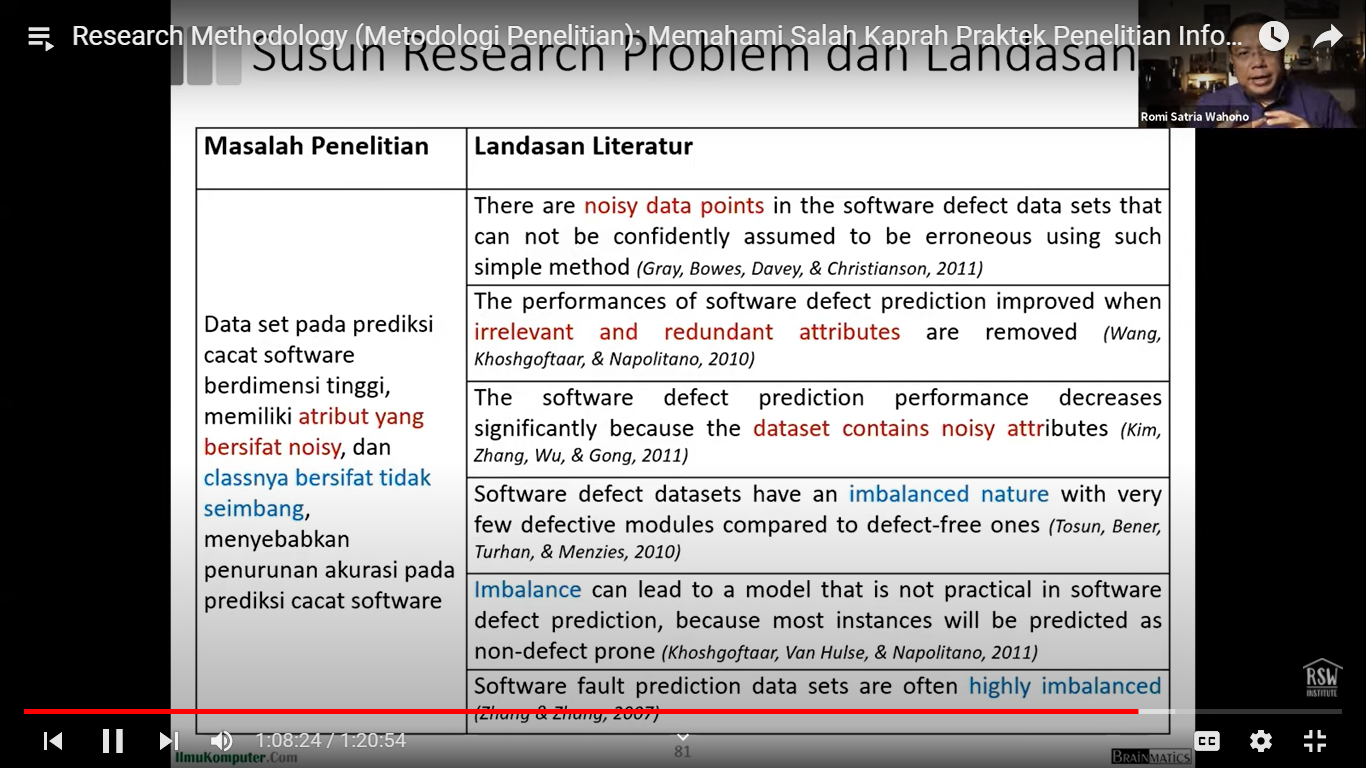 Research Methodology (Metodologi Penitian): Memahami Salah Kaprah Praktek Penelitian Info...
Susun Research Problem dan Landasan
Romi Satria Wahono
Masalah Penelitian
Landasan Literatur
Data set pada prediksi
cacat software
berdimensi tinggi,
memiliki atribut yang
bersifat noisy, dan
classnya bersifat tidak
seimbang,
menyebabkan
penurunan akurasi pada
prediksi cacat software
There are noisy data points in the software defect data sets that
can not be confidently assumed to be erroneous using such
simple method (Gray, Bowes, Davey, & Christianson, 2011)
The performances of software defect prediction improved when
irrelevant and redundant attributes are removed (Wang,
Khoshgoftaar, & Napolitano, 2010)
The software defect prediction performance decreases
significantly because the dataset contains noisy attributes (Kim,
Zhang, Wu, & Gong, 2011)
Software defect datasets have an imbalanced nature with very
few defective modules compared to defect-free ones (Tosun, Bener,
Turhan, & Menzies, 2010)
Imbalance can lead to a model that is not practical in software
defect prediction, because most instances will be predicted as
non-defect prone (Khoshgoftaar, Van Hulse, & Napolitano, 2011)
Software fault prediction data sets are often highly imbalanced
(Zhang & Zhang, 2007)
RSW
INSTITUTE
1:08:24 / 1:20:54
CC
IlmuKomputer.Com
81
BRAINMATICS